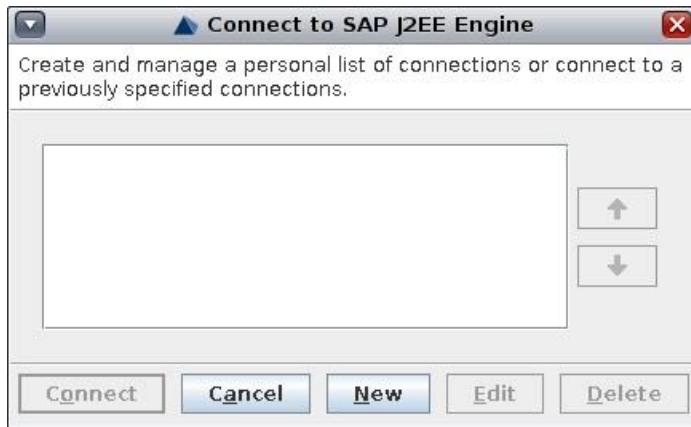 Connect to SAP J2EE Engine
Create and manage a personal list of connections or connect to a
previously specified connections.
Connect Cancel New Edit Delete